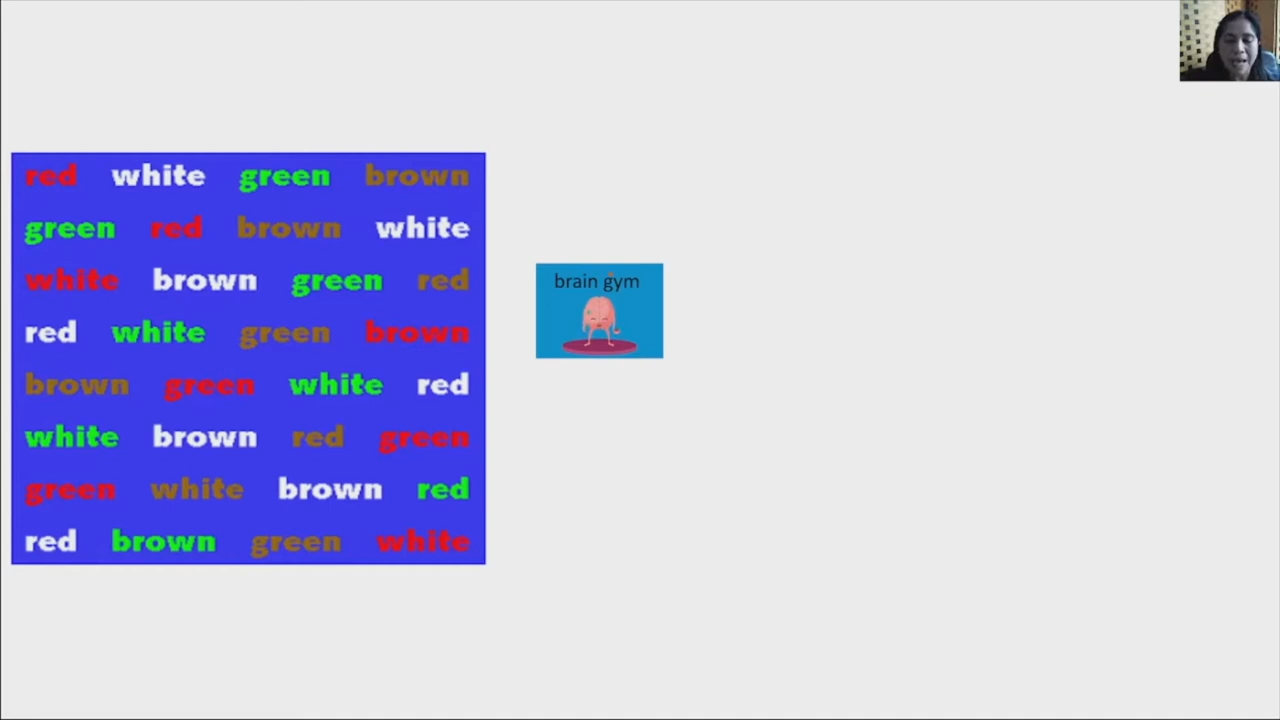 red white green brown
green red brown white
white brown green red
red white green brown
brown green white red
white brown red green
green white brown red
red brown green white
brain gym